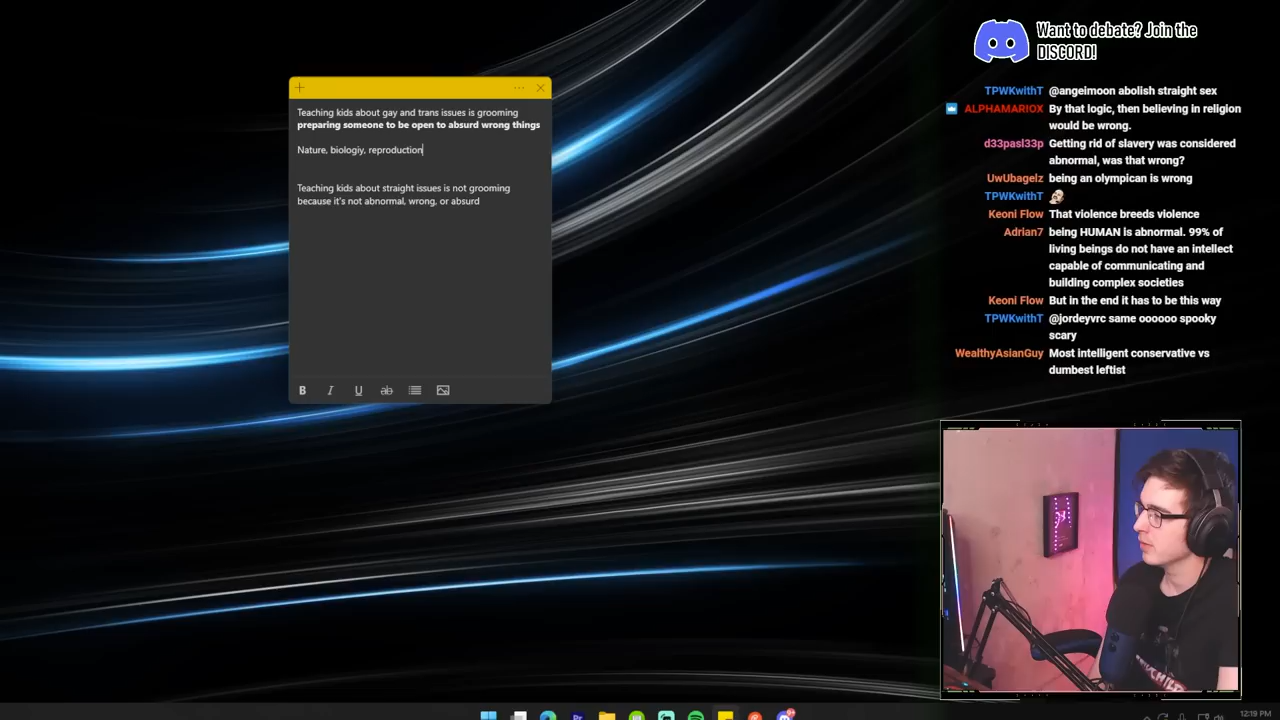 Want to debate? Join the
DISCORD!
Teaching kids about gay and trans issues is grooming
preparing someone to be open to absurd wrong things
Nature, biologiy, reproduction
Teaching kids about straight issues is not grooming
because it's not abnormal, wrong, or absurd
TPWKwithT @angeimoon abolish straight sex
ALPHAMARIOX By that logic, then believing in religion
would be wrong.
d33pasl33p Getting rid of slavery was considered
abnormal, was that wrong?
UwUbagelz being an olympican is wrong
TPWKwithT
Keoni Flow That violence breeds violence
Adrian7 being HUMAN is abnormal. 99% of
living beings do not have an intellect
capable of communicating and
building complex societies
Keoni Flow But in the end it has to be this way
TPWKwithT @jordeyvrc same oooooo spooky
scary
WealthyAsianGuy Most intelligent conservative vs
dumbest leftist
B I U ab
Pr
12:19 PM